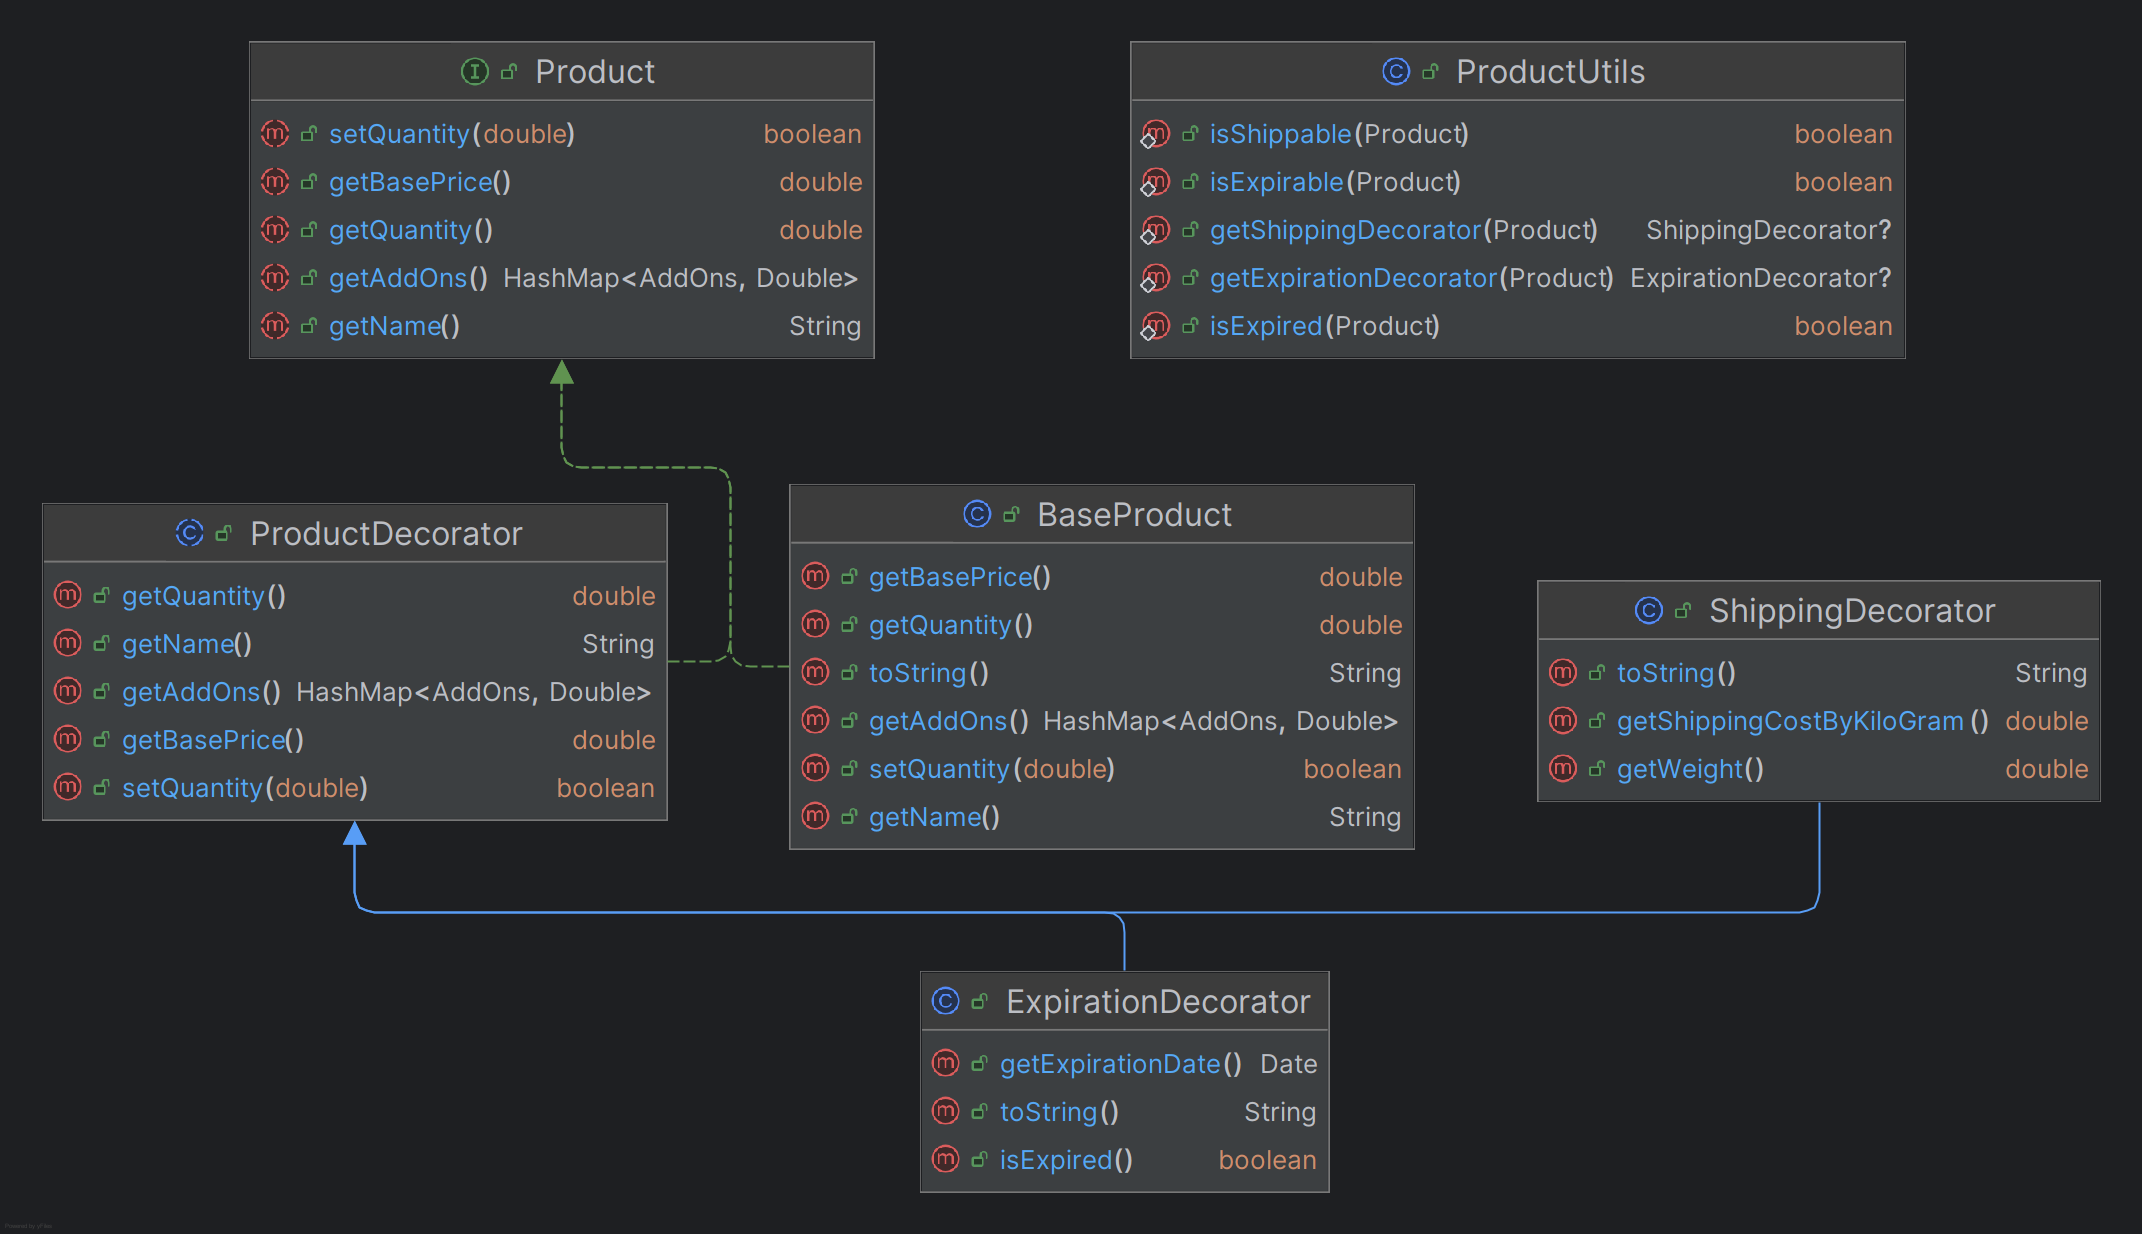 Product
setQuantity(double) boolean
getBasePrice() double
getQuantity() double
getAddOns() HashMap<AddOns, Double>
getName() String
ProductUtils
isShippable(Product) boolean
isExpirable(Product) boolean
getShippingDecorator(Product) ShippingDecorator?
getExpirationDecorator(Product) ExpirationDecorator?
isExpired(Product) boolean
ProductDecorator
getQuantity() double
getName() String
getAddOns() HashMap<AddOns, Double>
getBasePrice() double
setQuantity(double) boolean
BaseProduct
getBasePrice() double
getQuantity() double
toString() String
getAddOns() HashMap<AddOns, Double>
setQuantity(double) boolean
getName() String
ShippingDecorator
toString() String
getShippingCostByKiloGram() double
getWeight() double
ExpirationDecorator
getExpirationDate() Date
toString() String
isExpired() boolean
Powered by yFiles